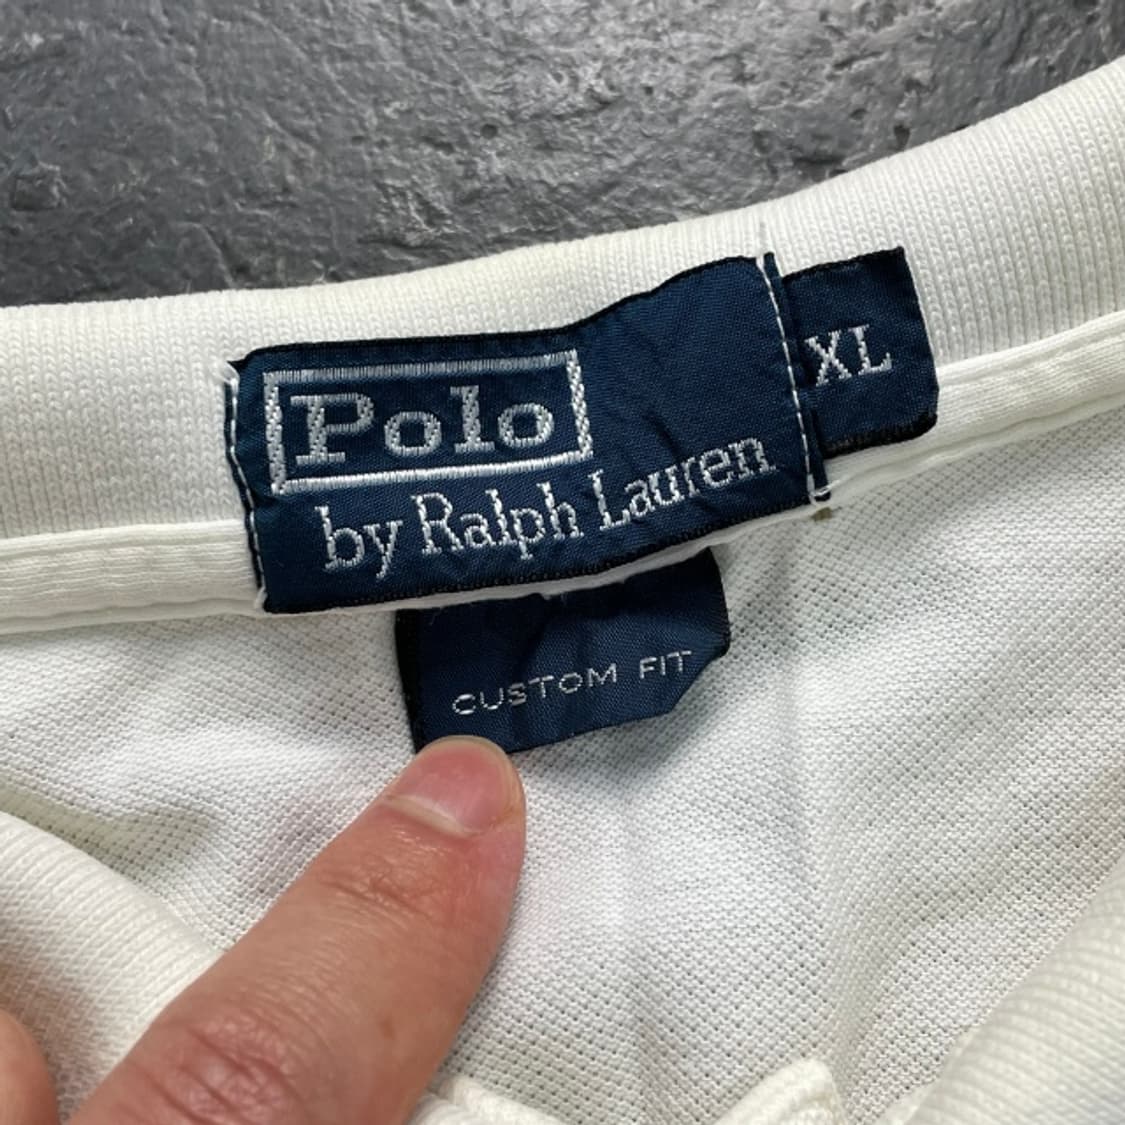 Polo
by Ralph Lauren
XL
CUSTOM FIT